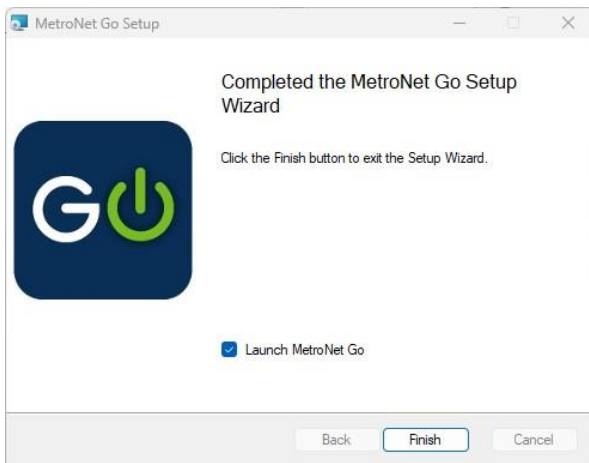 MetroNet Go Setup
Completed the MetroNet Go Setup
Wizard
Click the Finish button to exit the Setup Wizard.
GO
Launch MetroNet Go
Back Finish Cancel